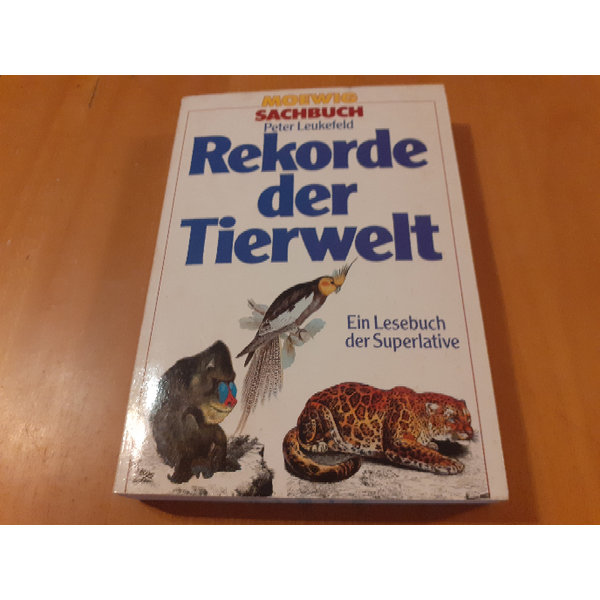 MOEWIG
SACHBUCH
Peter Leukefeld
Rekorde
der
Tierwelt
Ein Lesebuch
der Superlative